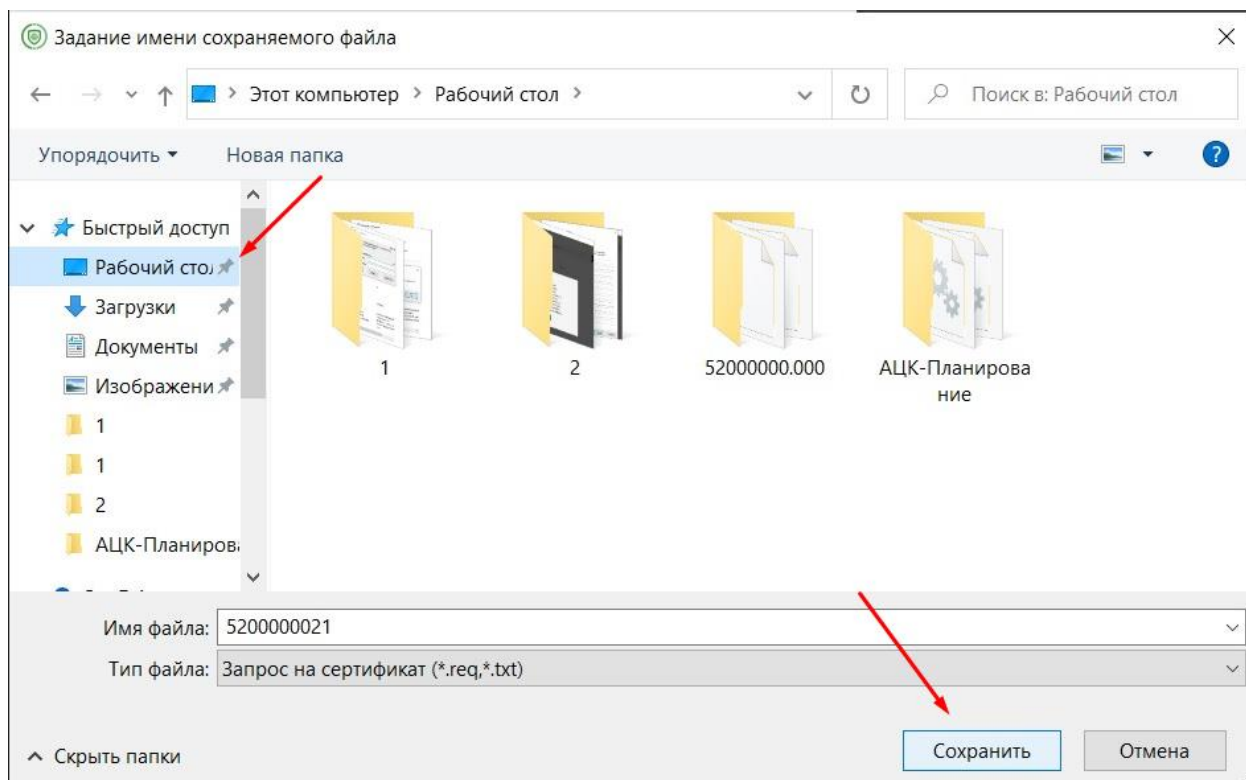 Задание имени сохраняемого файла
Этот компьютер > Рабочий стол >
Поиск в: Рабочий стол
Упорядочить
Новая папка
?
Быстрый доступ
Рабочий стол
Загрузки
Документы
Изображени
1
1
2
АЦК-Планирова
1
2
52000000.000
АЦК-Планирова
ние
Имя файла: 5200000021
Тип файла: Запрос на сертификат (*.req,*.txt)
Скрыть папки
Сохранить
Отмена